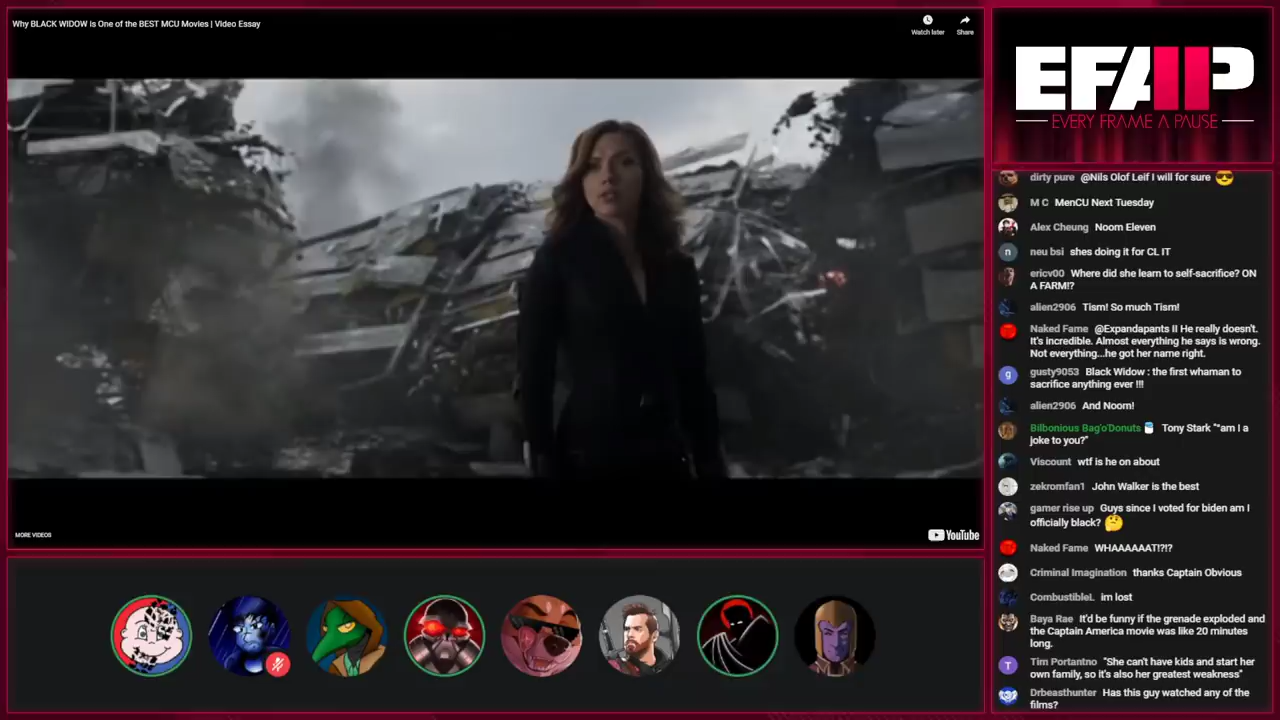 Why BLACK WIDOW is One of the BEST MCU Movies | Video Essay
Watch later
Share
MORE VIDEOS
YouTube
EFAP
EVERY FRAME A PAUSE
dirty pure @Nils Olof Leif I will for sure 😎
M C MenCU Next Tuesday
Alex Cheung Noom Eleven
n
neu bsi shes doing it for CL IT
ericv00 Where did she learn to self-sacrifice? ON
A FARM!?
alien2906 Tism! So much Tism!
Naked Fame @Expandapants II He really doesn't.
It's incredible. Almost everything he says is wrong.
Not everything...he got her name right.
g
gusty9053 Black Widow : the first whaman to
sacrifice anything ever !!!
alien2906 And Noom!
Bilbonious Bag'o'Donuts Tony Stark "*am I a
joke to you?"
Viscount wtf is he on about
zekromfan1 John Walker is the best
gamer rise up Guys since I voted for biden am I
officially black? 🤔
Naked Fame WHAAAAAAT!?!?
Criminal Imagination thanks Captain Obvious
CombustibleL im lost
Baya Rae It'd be funny if the grenade exploded and
the Captain America movie was like 20 minutes
long.
T
Tim Portantno "She can't have kids and start her
own family, so it's also her greatest weakness"
Drbeasthunter Has this guy watched any of the
films?